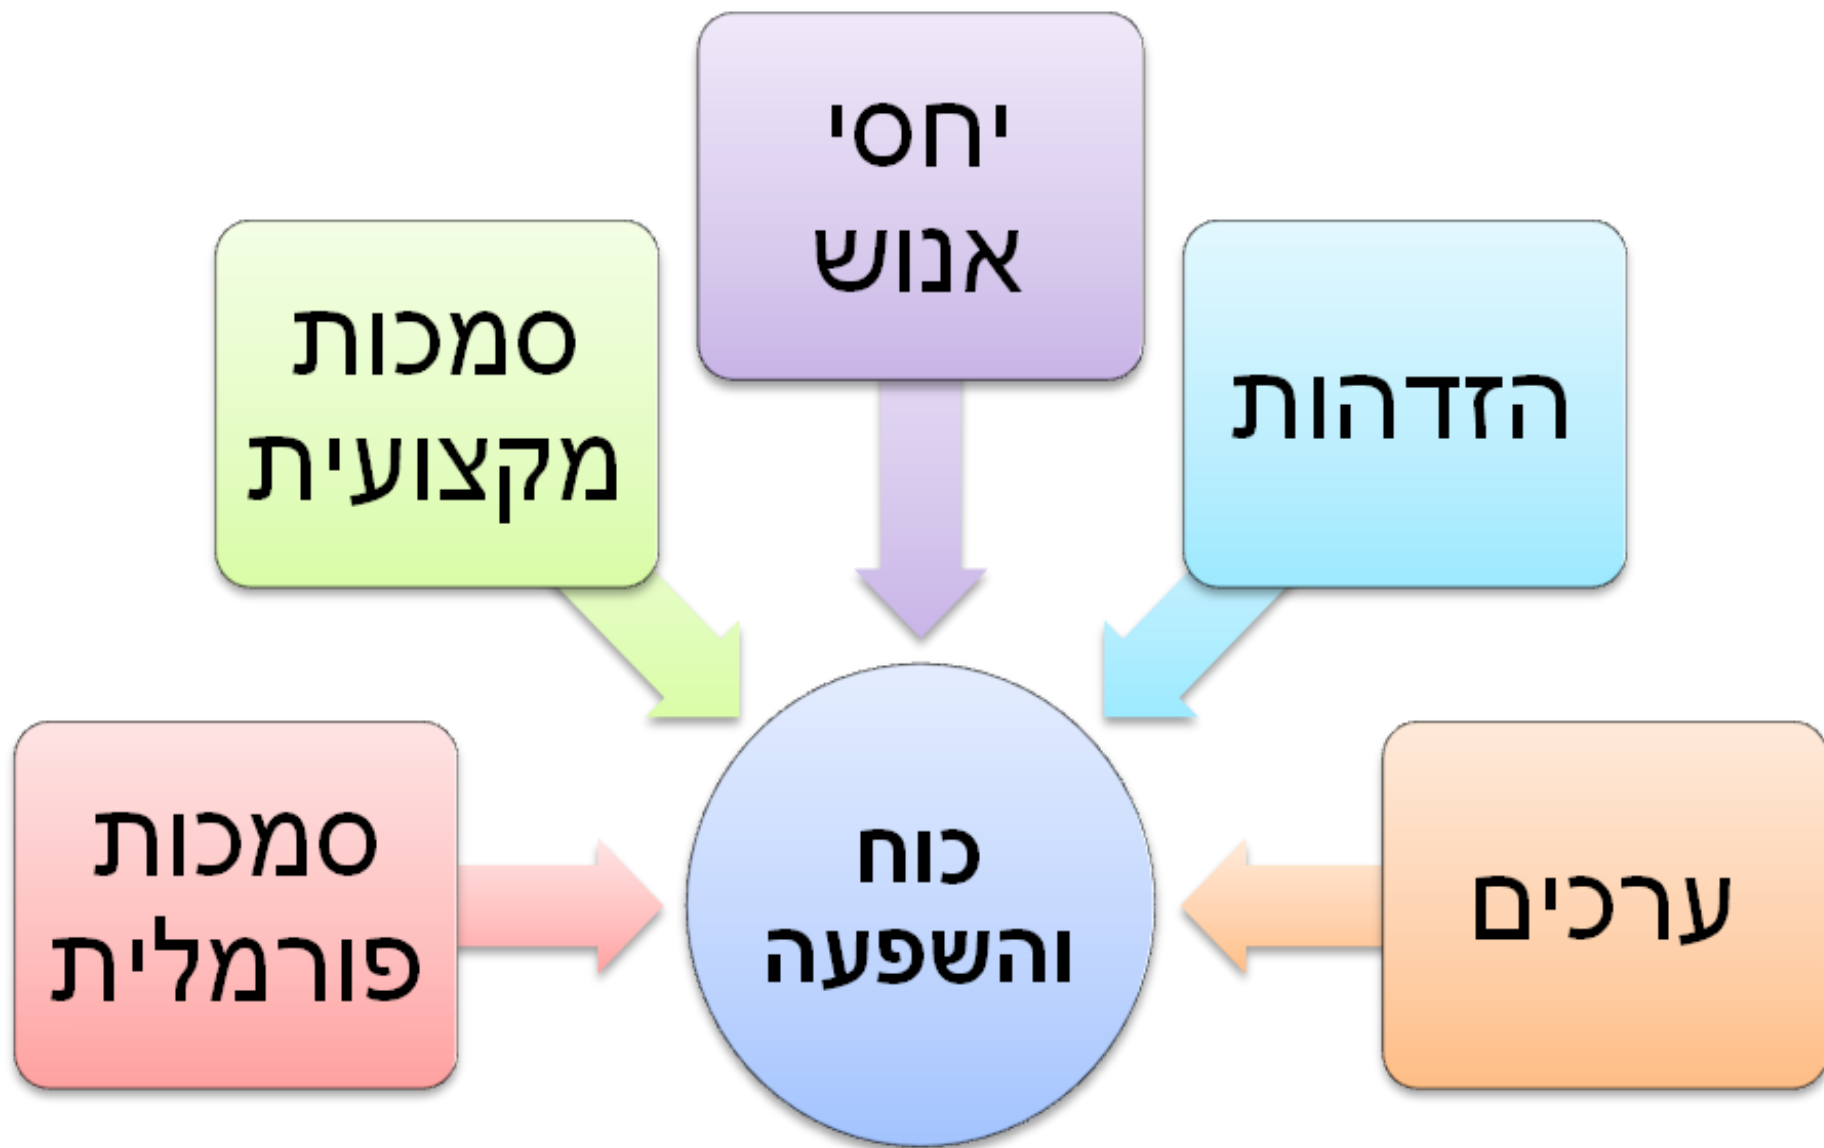 יחסי
אנוש
הזדהות
סמכות
מקצועית
ערכים
כוח
והשפעה
סמכות
פורמלית